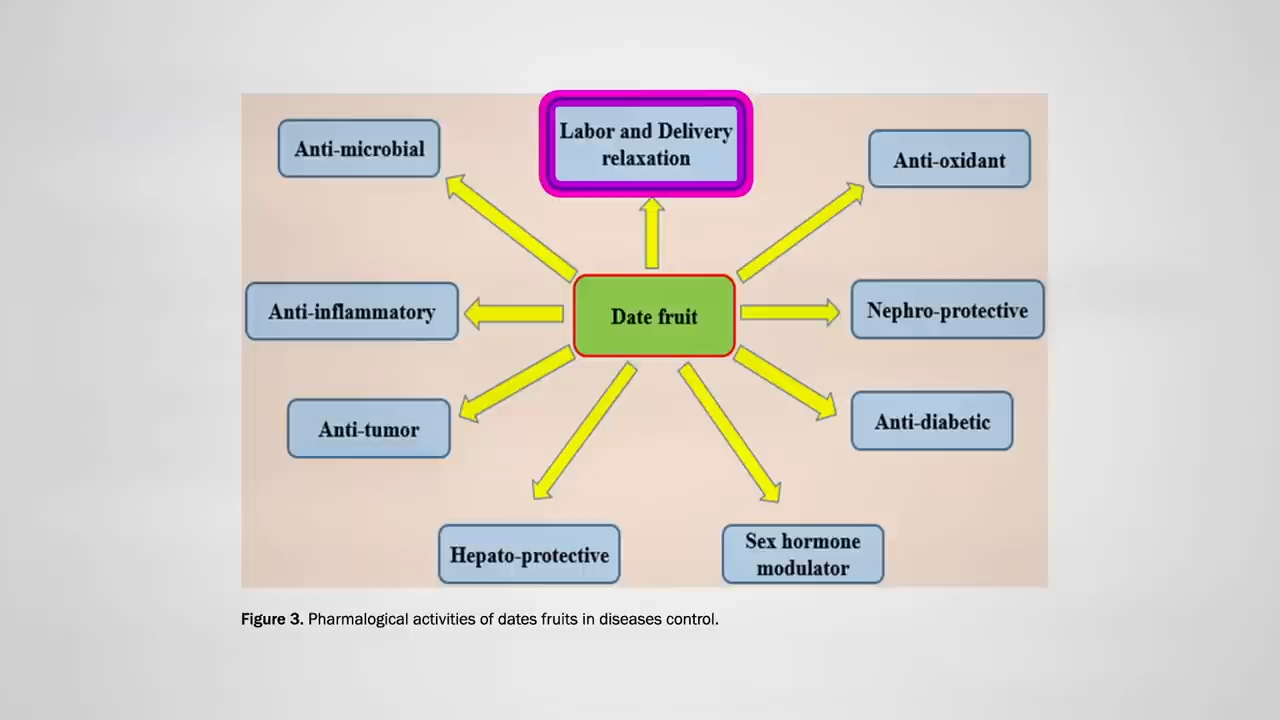 Labor and Delivery
relaxation
Anti-microbial
Anti-oxidant
Anti-inflammatory
Date fruit
Nephro-protective
Anti-tumor
Anti-diabetic
Hepato-protective
Sex hormone
modulator
Figure 3. Pharmalogical activities of dates fruits in diseases control.